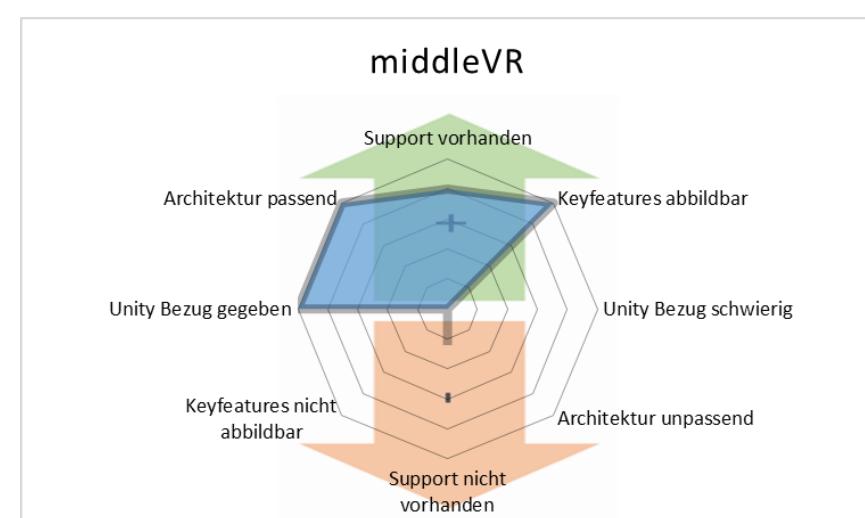 middleVR
Support vorhanden
Architektur passend
Keyfeatures abbildbar
+
Unity Bezug gegeben
Unity Bezug schwierig
Keyfeatures nicht
abbildbar
-
Architektur unpassend
Support nicht
vorhanden